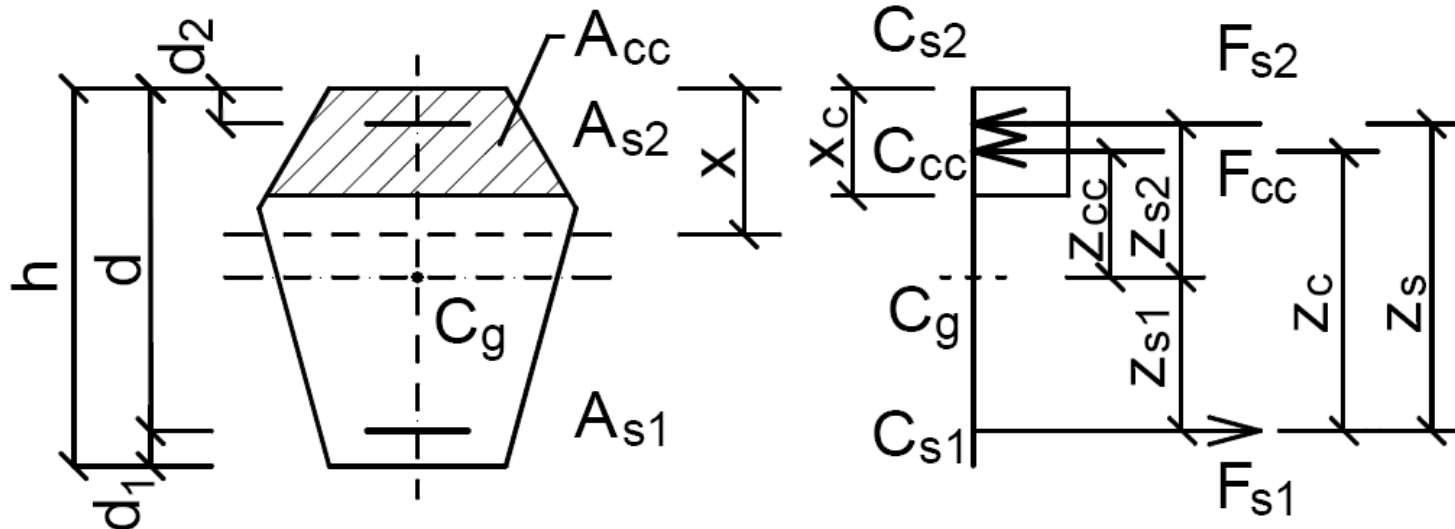 d2
Acc
As2
h
d
d1
Cg
As1
x
xc
Cs2
Ccc
Cg
Cs1
Fs2
Fcc
zcc
zs2
zs1
zc
zs
Fs1